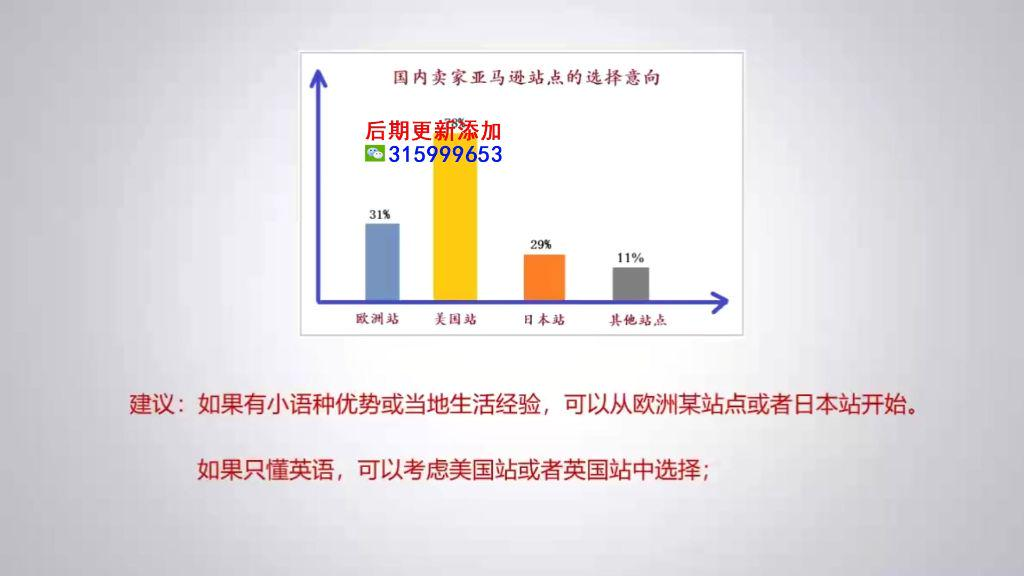 国内卖家亚马逊站点的选择意向
后期更新添加
315999653
31%
29%
11%
欧洲站 美国站 日本站 其他站点
建议：如果有小语种优势或当地生活经验，可以从欧洲某站点或者日本站开始。
如果只懂英语，可以考虑美国站或者英国站中选择；